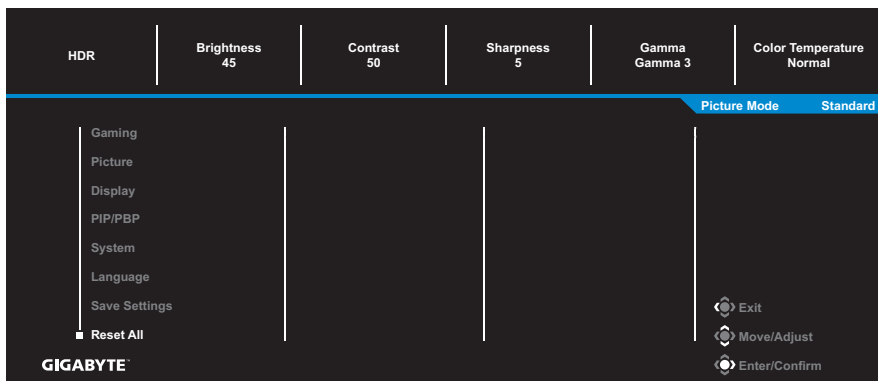 HDR
Brightness
45
Contrast
50
Sharpness
5
Gamma
Gamma 3
Color Temperature
Normal
Picture Mode Standard
Gaming
Picture
Display
PIP/PBP
System
Language
Save Settings
Reset All
Exit
Move/Adjust
Enter/Confirm
GIGABYTE™